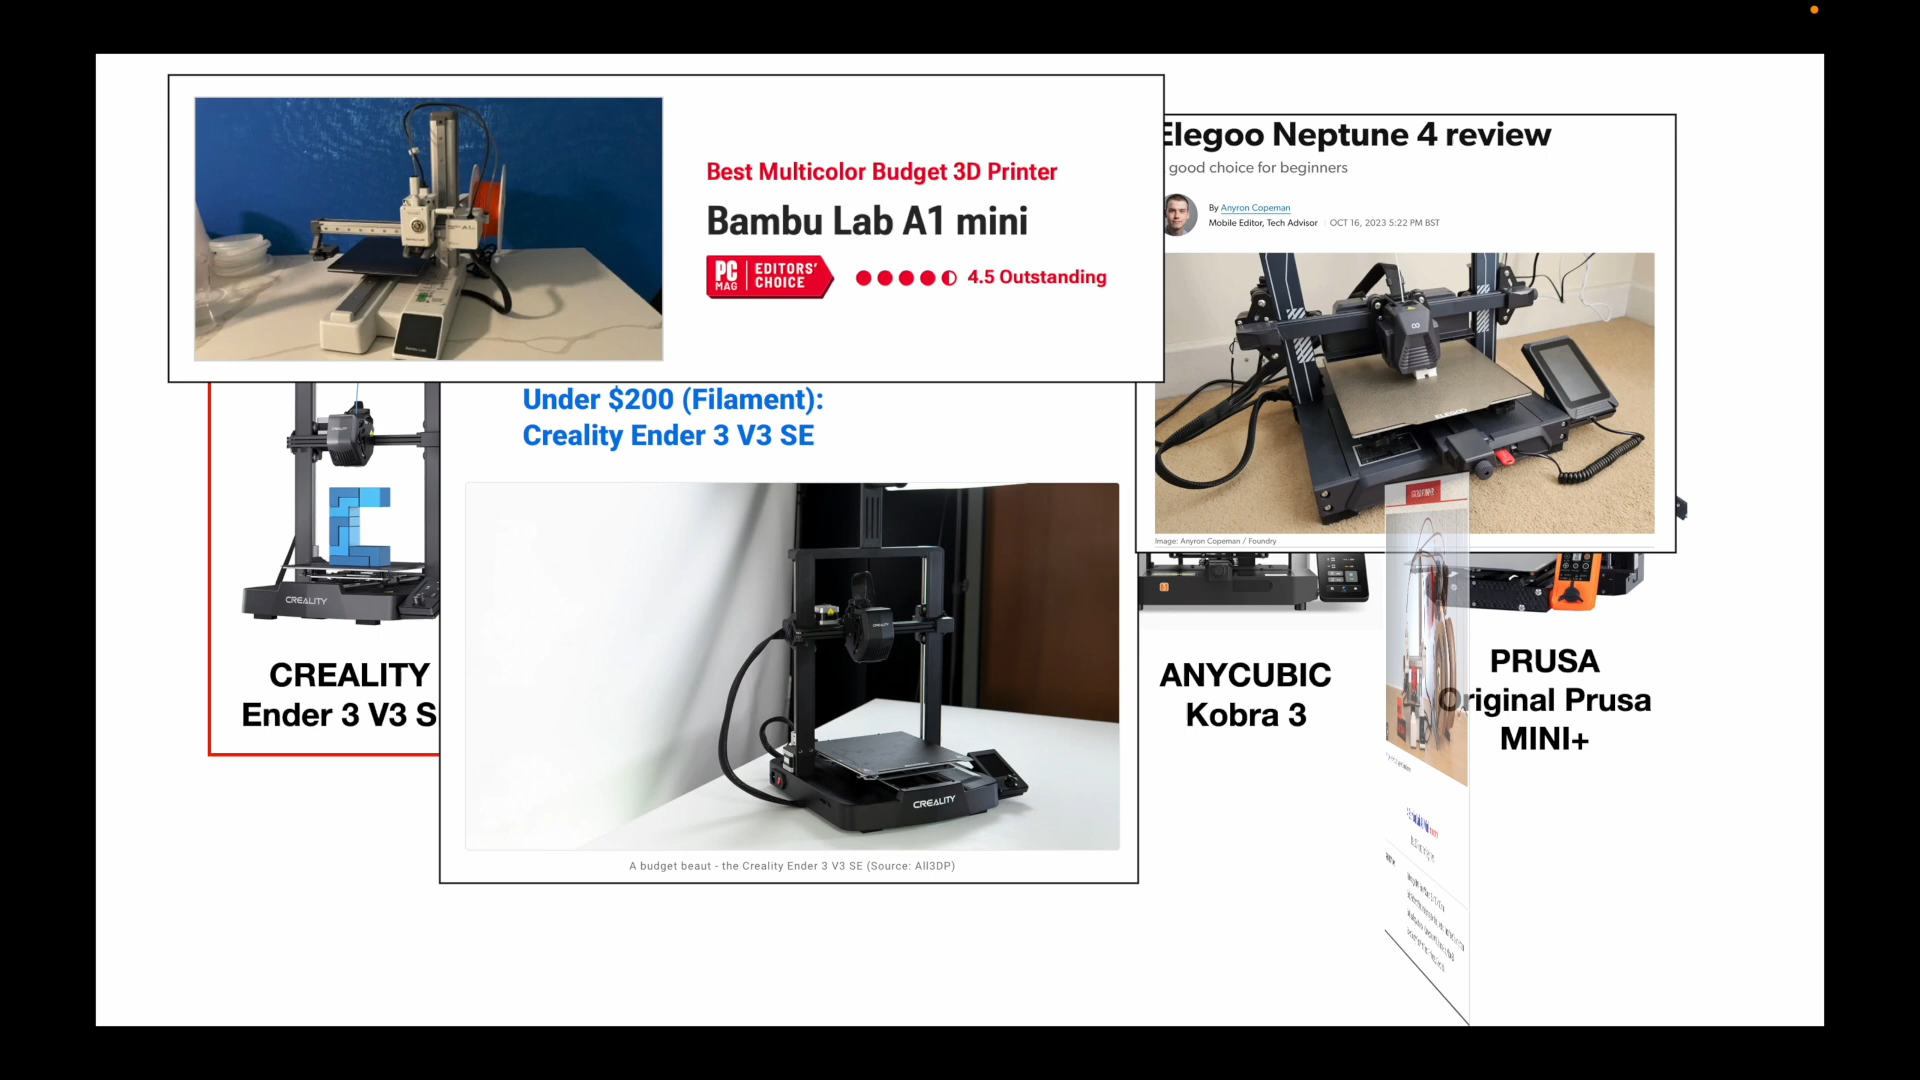 Best Multicolor Budget 3D Printer
Bambu Lab A1 mini
PC MAG EDITORS' CHOICE
4.5 Outstanding
Elegoo Neptune 4 review
good choice for beginners
By Anyron Copeman
Mobile Editor, Tech Advisor | OCT 16, 2023 5:22 PM BST
ELEGOO
Image: Anyron Copeman / Foundry
Under $200 (Filament):
Creality Ender 3 V3 SE
CREALITY
CREALITY
CREALITY
CREALITY
A budget beaut - the Creality Ender 3 V3 SE (Source: All3DP)
CREALITY
Ender 3 V3 S
ANYCUBIC
Kobra 3
PRUSA
Original Prusa
MINI+